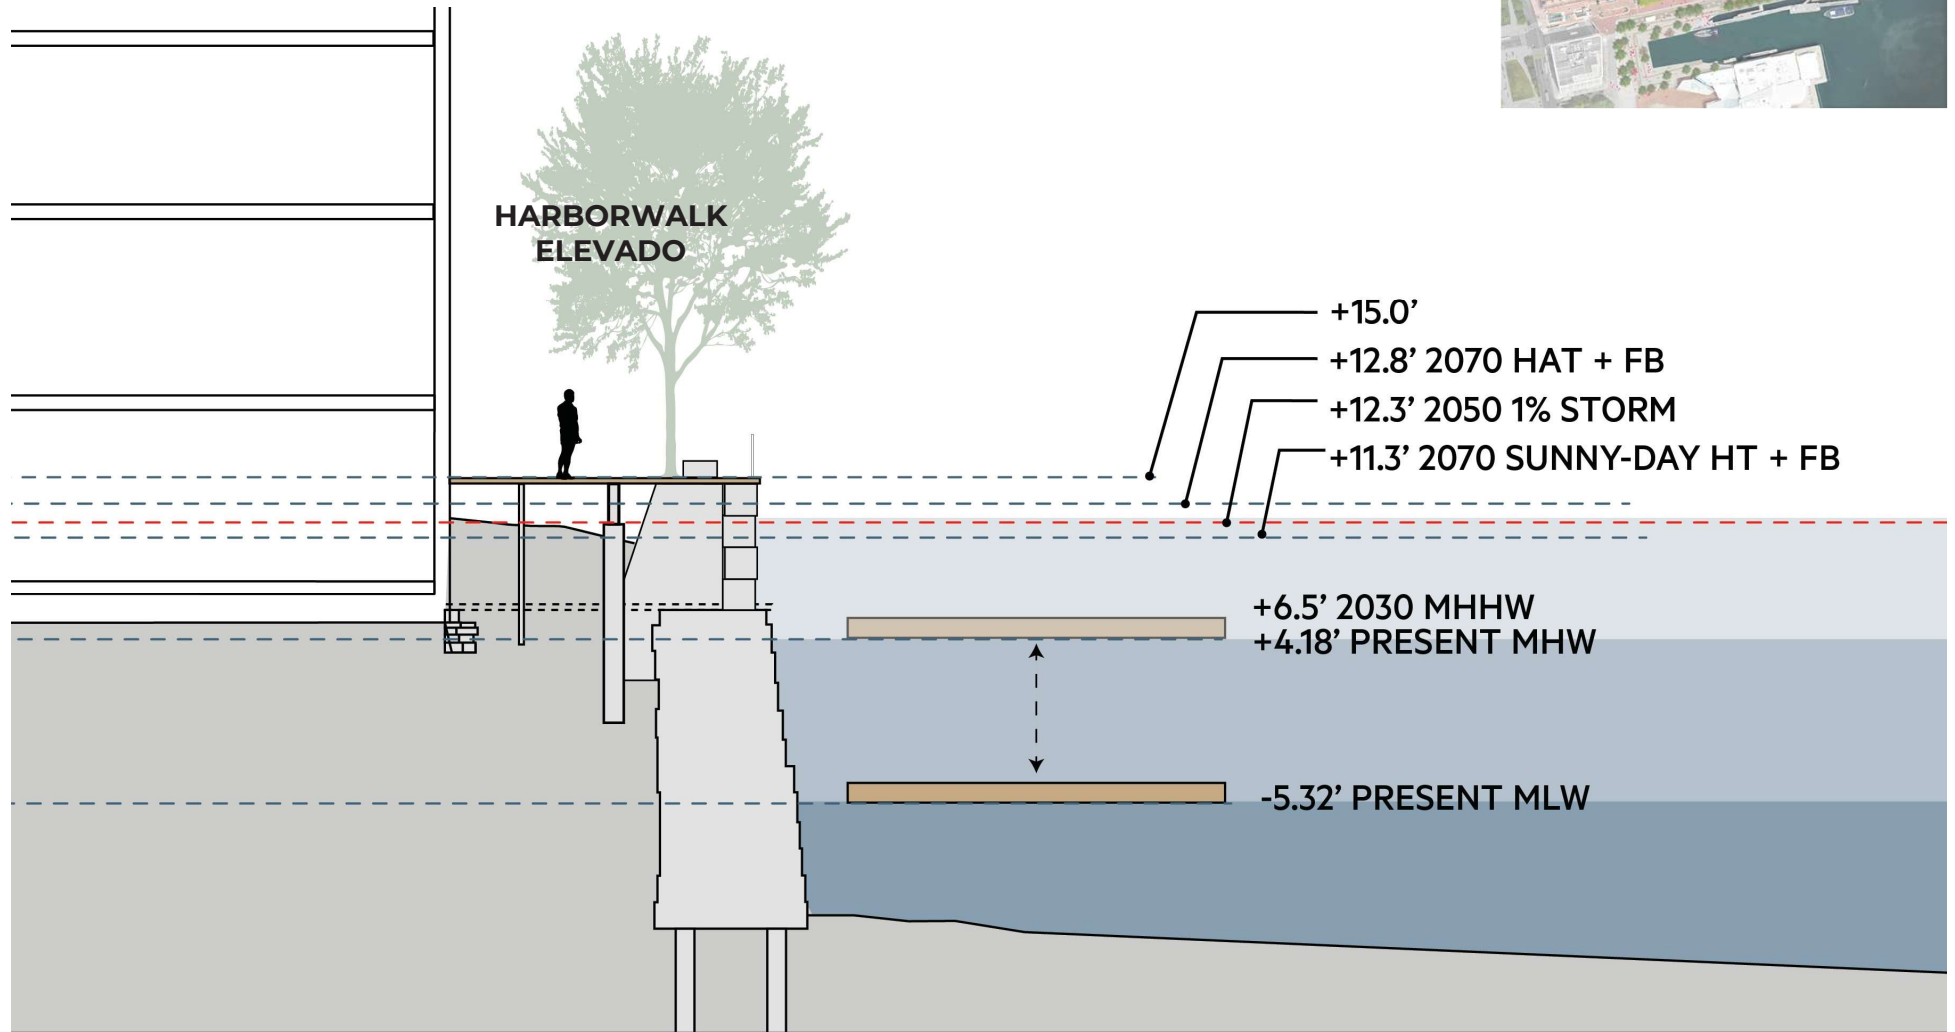 HARBORWALK
ELEVADO
+15.0’
+12.8’ 2070 HAT + FB
+12.3’ 2050 1% STORM
+11.3’ 2070 SUNNY-DAY HT + FB
+6.5’ 2030 MHHW
+4.18’ PRESENT MHW
-5.32’ PRESENT MLW